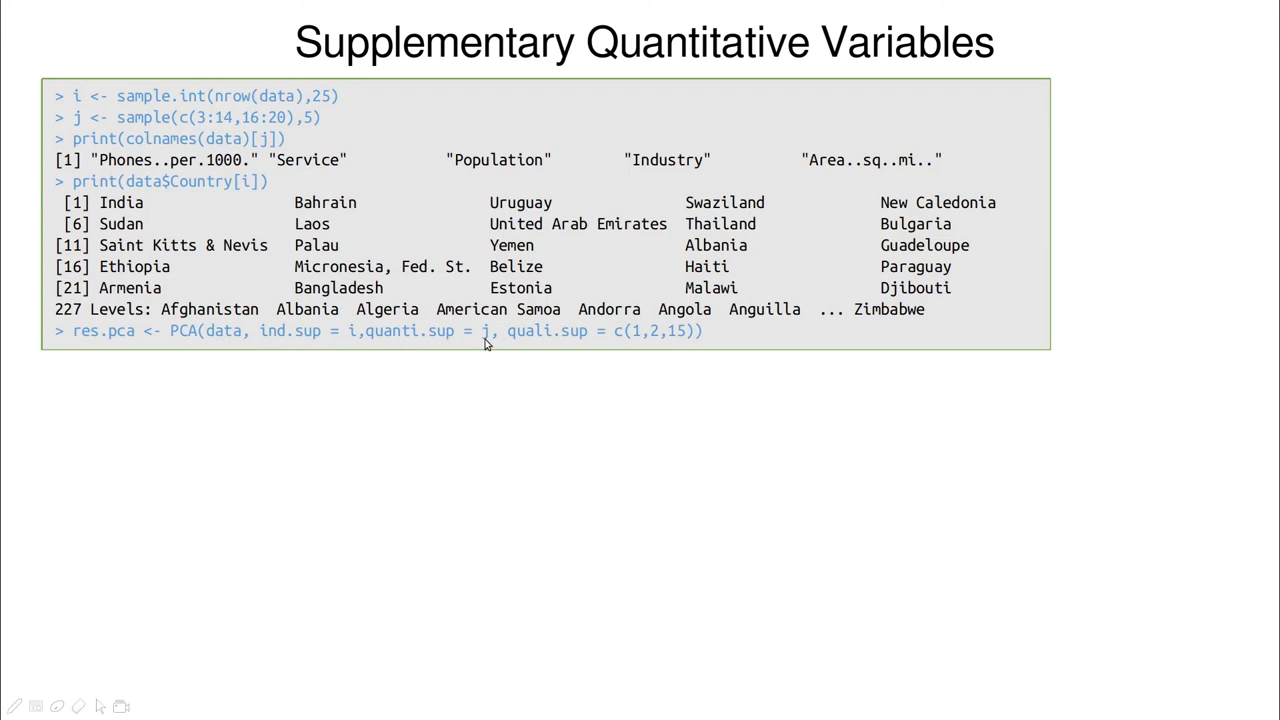 Supplementary Quantitative Variables
> i <- sample.int(nrow(data),25)
> j <- sample(c(3:14,16:20),5)
> print(colnames(data)[j])
[1] "Phones..per.1000." "Service" "Population" "Industry" "Area..sq..mi.."
> print(data$Country[i])
[1] India Bahrain Uruguay Swaziland New Caledonia
[6] Sudan Laos United Arab Emirates Thailand Bulgaria
[11] Saint Kitts & Nevis Palau Yemen Albania Guadeloupe
[16] Ethiopia Micronesia, Fed. St. Belize Haiti Paraguay
[21] Armenia Bangladesh Estonia Malawi Djibouti
227 Levels: Afghanistan Albania Algeria American Samoa Andorra Angola Anguilla ... Zimbabwe
> res.pca <- PCA(data, ind.sup = i,quanti.sup = j, quali.sup = c(1,2,15))